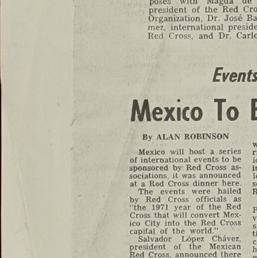 poses with Magda de
president of the Red Cro
Organization, Dr. José Ba
mez, international preside
Red Cross, and Dr. Carlo
Events
Mexico To E
By ALAN ROBINSON
Mexico will host a series
of international events to be
sponsored by Red Cross as-
sociations, it was announced
at a Red Cross dinner here.
The events were hailed
by Red Cross officials as
"the 1971 year of the Red
Cross that will convert Mex-
ico City into the Red Cross
capital of the world."
Salvador López Chávez,
president of the Mexican
Red Cross, announced there